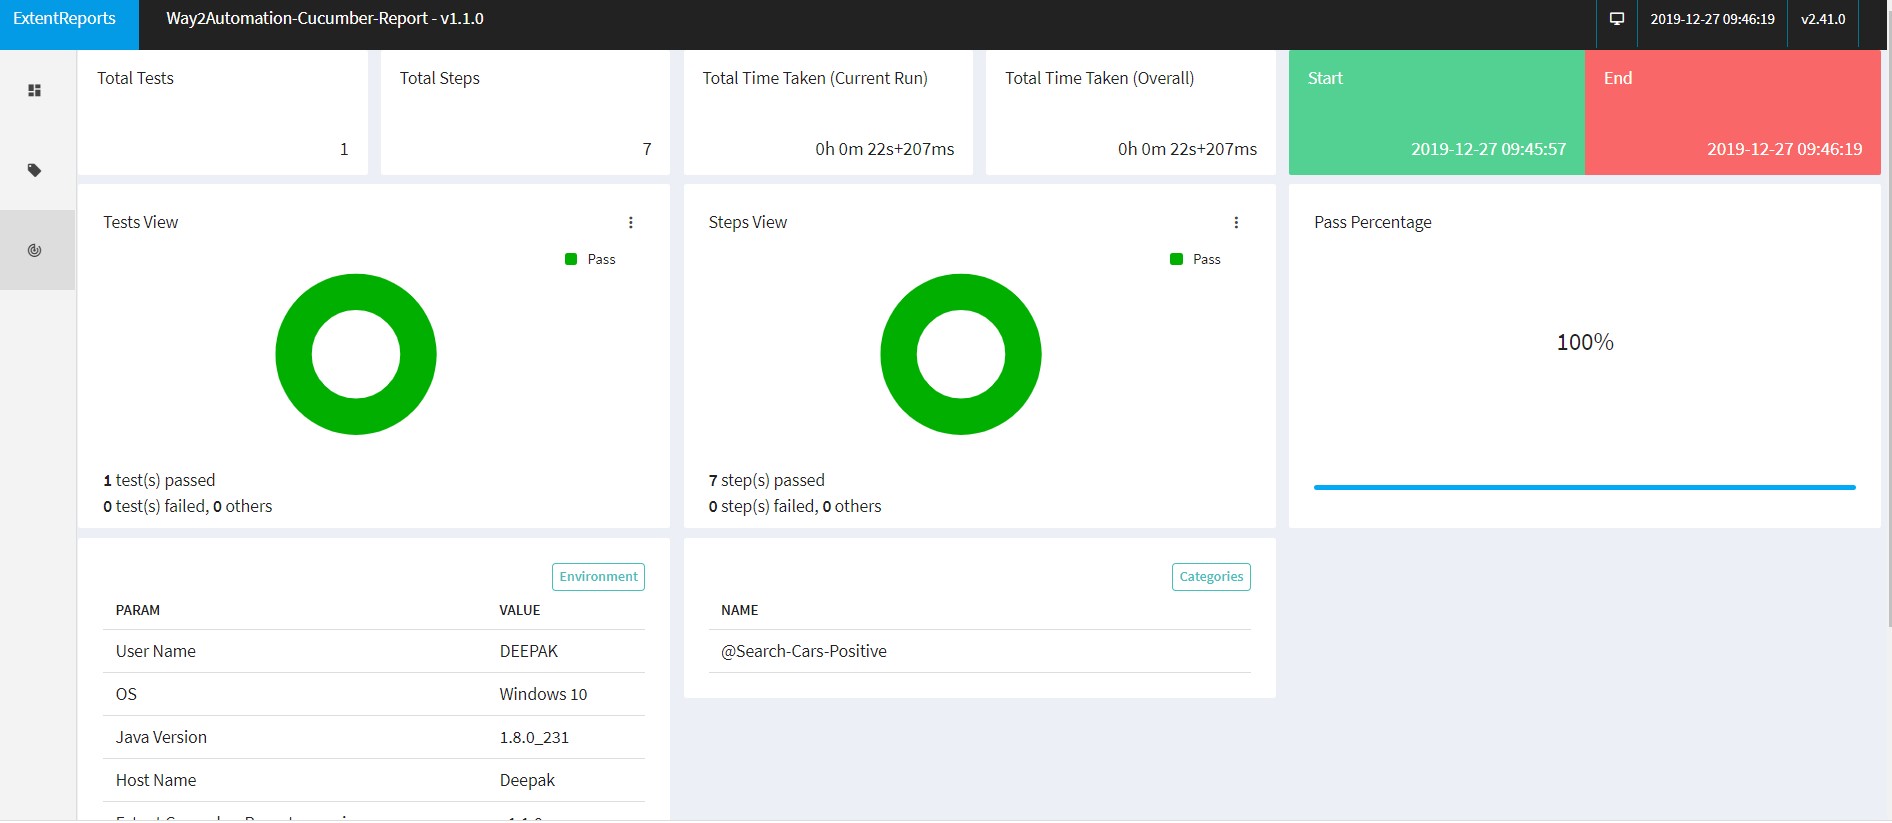 ExtentReports
Way2Automation-Cucumber-Report - v1.1.0
2019-12-27 09:46:19
v2.41.0
Total Tests
1
Total Steps
7
Total Time Taken (Current Run)
0h 0m 22s+207ms
Total Time Taken (Overall)
0h 0m 22s+207ms
Start
2019-12-27 09:45:57
End
2019-12-27 09:46:19
Tests View
Pass
1 test(s) passed
0 test(s) failed, 0 others
Steps View
Pass
7 step(s) passed
0 step(s) failed, 0 others
Pass Percentage
100%
Environment
PARAM VALUE
User Name DEEPAK
OS Windows 10
Java Version 1.8.0_231
Host Name Deepak
Categories
NAME
@Search-Cars-Positive